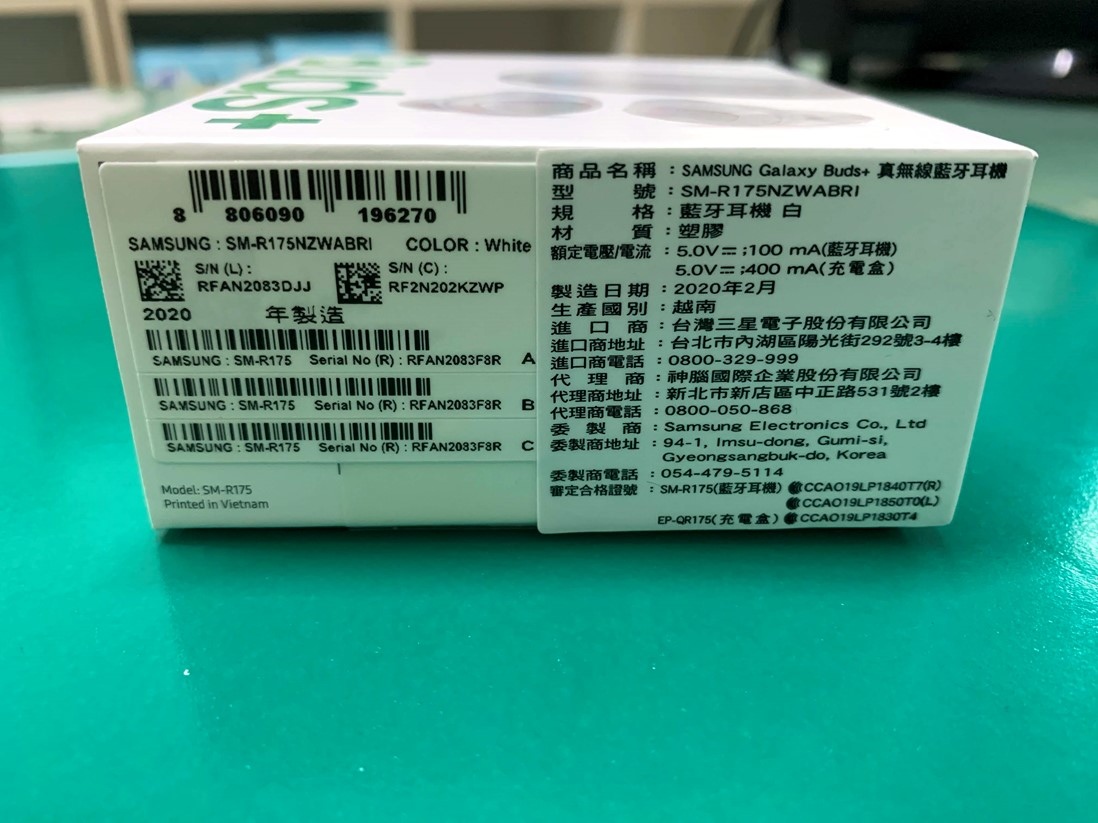 +spng
8 806090 196270
SAMSUNG : SM-R175NZWABRI COLOR : White
S/N (L) :
RFAN2083DJJ
S/N (C) :
RF2N202KZWP
2020 年製造
SAMSUNG : SM-R175 Serial No (R) : RFAN2083F8R A
SAMSUNG : SM-R175 Serial No (R) : RFAN2083F8R B
SAMSUNG : SM-R175 Serial No (R) : RFAN2083F8R C
Model: SM-R175
Printed in Vietnam
商品名稱 : SAMSUNG Galaxy Buds+ 真無線藍牙耳機
型號 : SM-R175NZWABRI
規格 : 藍牙耳機 白
材質 : 塑膠
額定電壓/電流 : 5.0V⎓;100 mA(藍牙耳機)
5.0V⎓;400 mA(充電盒)
製造日期 : 2020年2月
生產國別 : 越南
進口商 : 台灣三星電子股份有限公司
進口商地址 : 台北市內湖區陽光街292號3-4樓
進口商電話 : 0800-329-999
代理商 : 神腦國際企業股份有限公司
代理商地址 : 新北市新店區中正路531號2樓
代理商電話 : 0800-050-868
委製商 : Samsung Electronics Co., Ltd
委製商地址 : 94-1, Imsu-dong, Gumi-si,
Gyeongsangbuk-do, Korea
委製商電話 : 054-479-5114
審定合格證號 : SM-R175(藍牙耳機) CCAO19LP1840T7(R)
CCAO19LP1850T0(L)
EP-QR175(充電盒) CCAO19LP1830T4